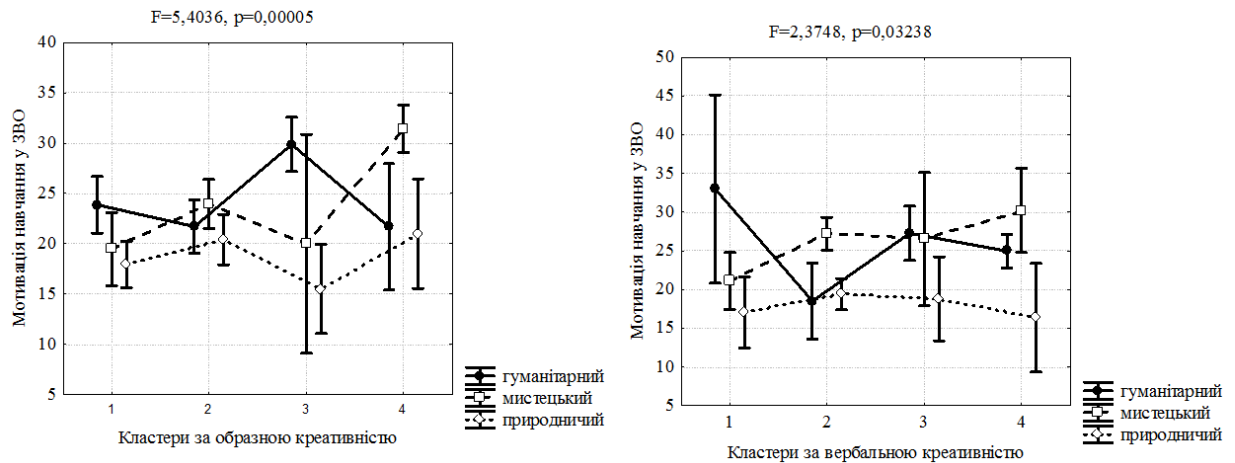 F=5,4036, p=0,00005
40
35
30
25
20
15
10
5
Мотивація навчання у ЗВО
1 2 3 4
Кластери за образною креативністю
гуманітарний
мистецький
природничий
F=2,3748, p=0,03238
50
45
40
35
30
25
20
15
10
5
Мотивація навчання у ЗВО
1 2 3 4
Кластери за вербальною креативністю
гуманітарний
мистецький
природничий